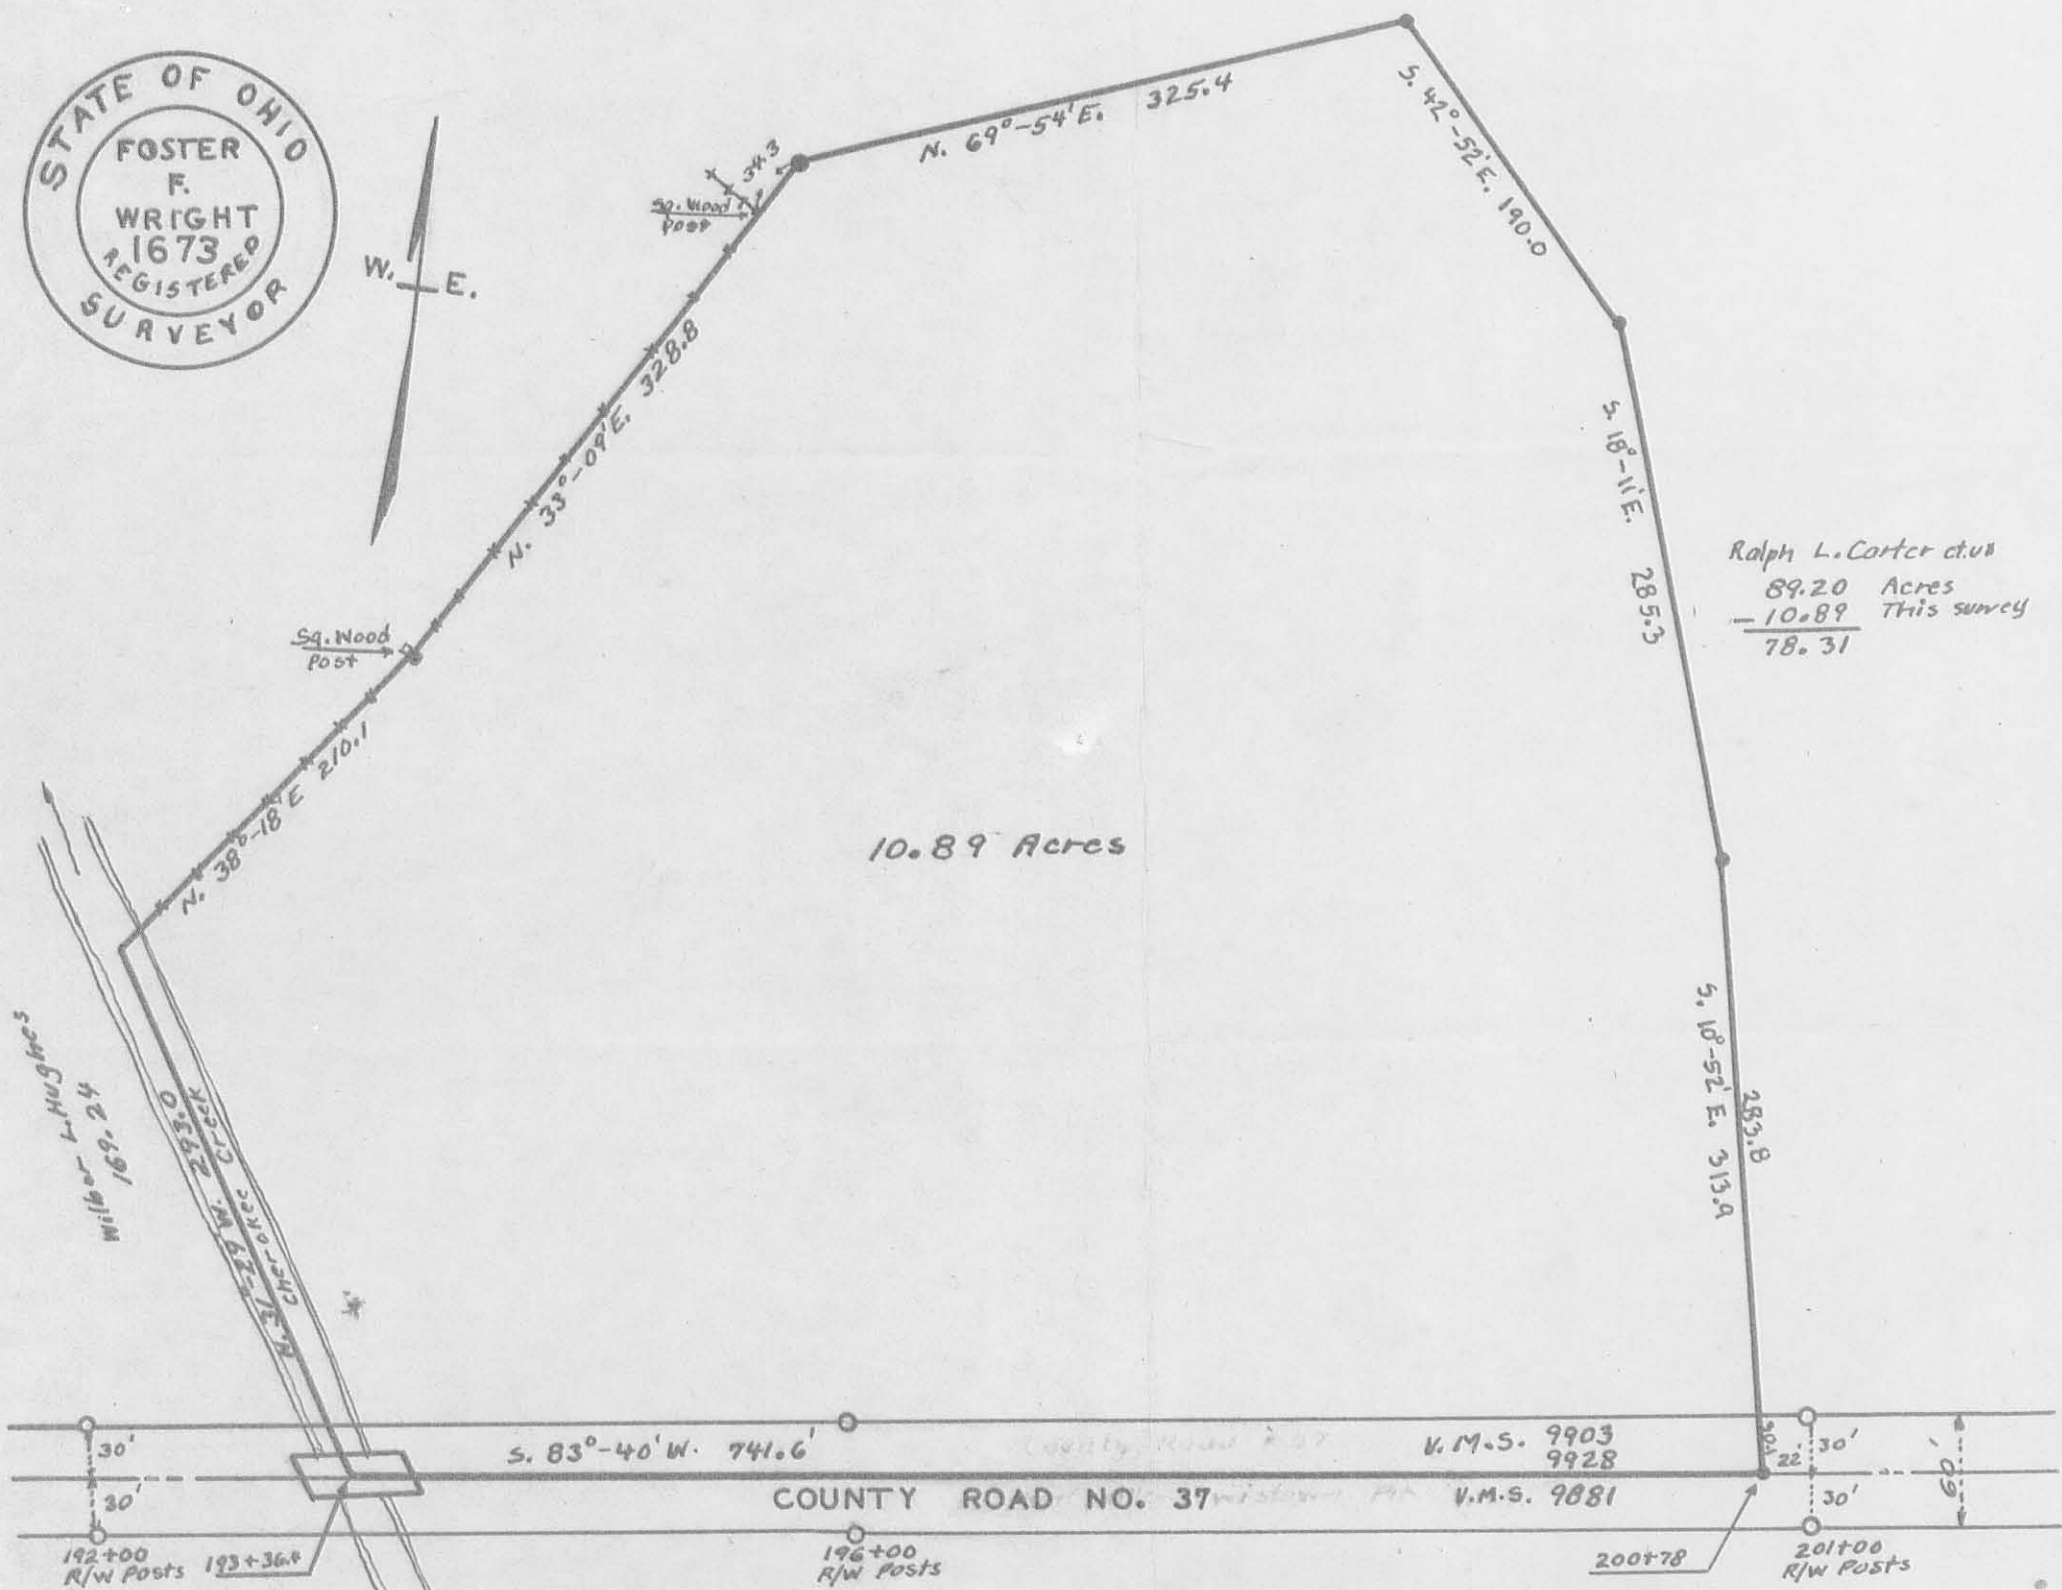 STATE OF OHIO
FOSTER
F.
WRIGHT
1673
REGISTERED
SURVEYOR
W. E.
N. 69°-54'E. 325.4
S. 42°-52'E. 190.0
34.3
Sq. Wood
Post
N. 33°-09'E. 328.8
S. 18°-11'E. 285.3
Ralph L. Carter et.ux
89.20 Acres
-10.89 This survey
78.31
Sq. Wood
Post
N. 38°-18'E 210.1
10.89 Acres
Wilbur L. Hughes
169.24
N. 31°-29 W. 293.0
Cherokee Creek
S. 10°-52' E. 313.9
283.8
30'
30'
S. 83°-40' W. 741.6'
V.M.S. 9903
9928
30.1
22'
30'
30'
60'
COUNTY ROAD NO. 37
V.M.S. 9881
192+00
R/W Posts
193+36.4
196+00
R/W Posts
200+78
201+00
R/W Posts